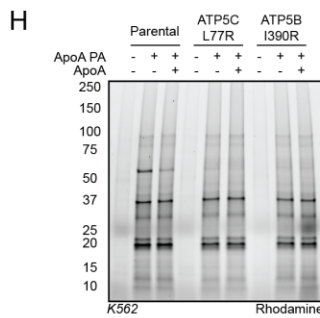 H
Parental ATP5C L77R ATP5B I390R
ApoA PA - + + - + + - + +
ApoA - - + - - + - - +
250
150
100
75
50
37
25
20
15
10
K562 Rhodamine